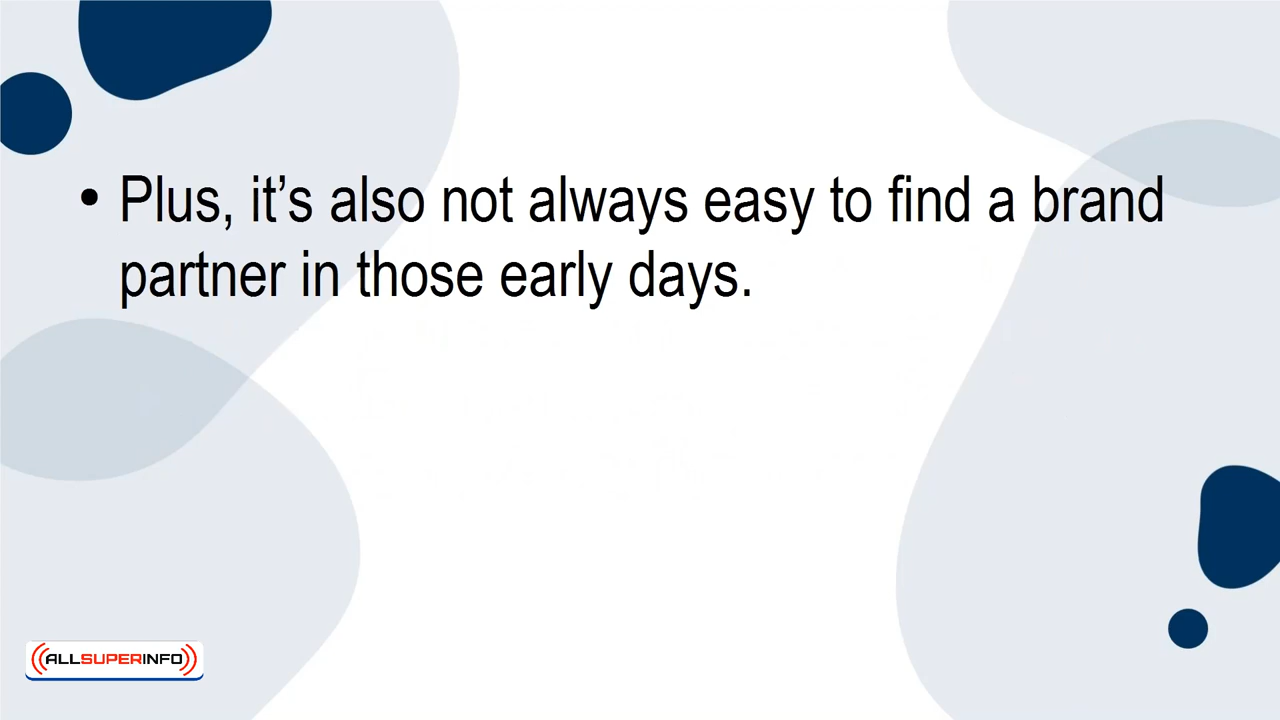 • Plus, it’s also not always easy to find a brand
partner in those early days.
ALLSUPERINFO